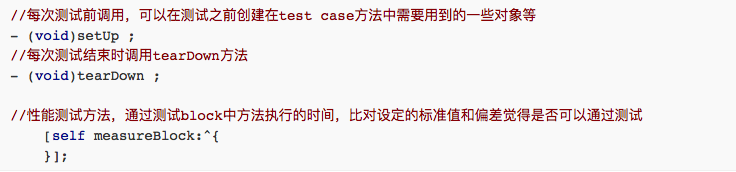 //每次测试前调用，可以在测试之前创建在test case方法中需要用到的一些对象等
- (void)setUp ;
//每次测试结束时调用tearDown方法
- (void)tearDown ;
//性能测试方法，通过测试block中方法执行的时间，比对设定的标准值和偏差觉得是否可以通过测试
[self measureBlock:^{
}];